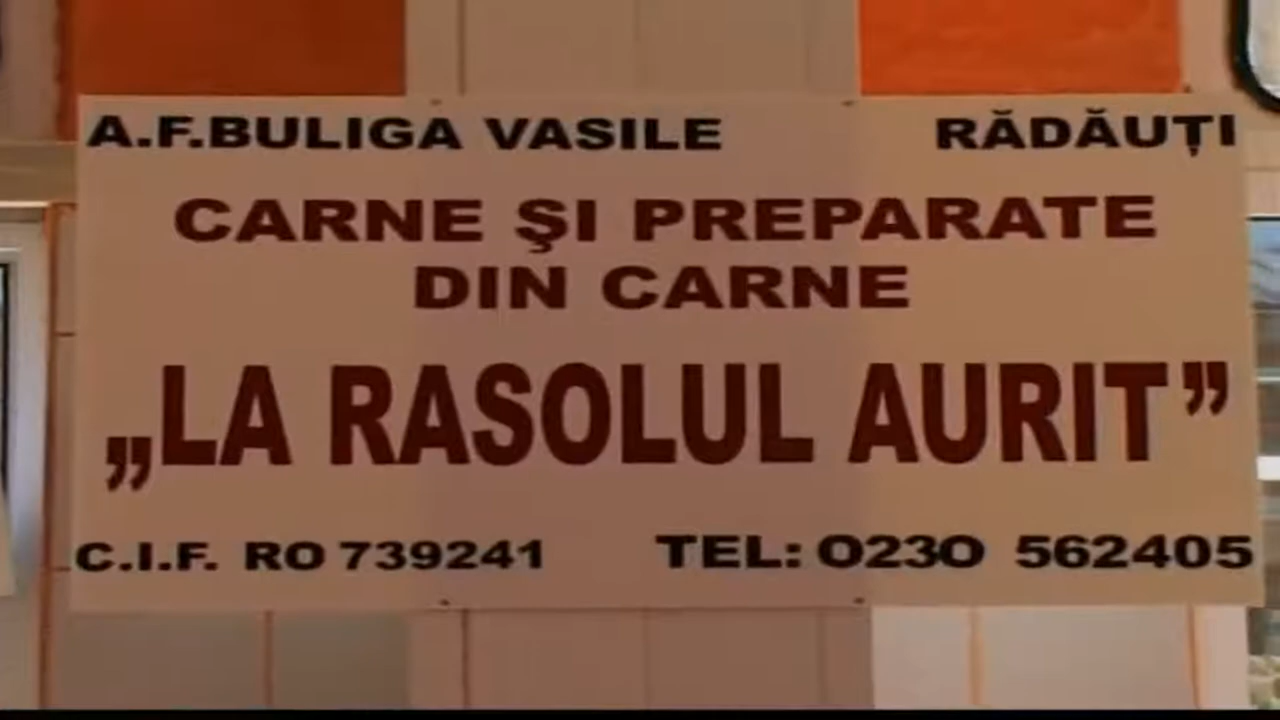 A.F.BULIGA VASILE RĂDĂUȚI
CARNE ŞI PREPARATE
DIN CARNE
„LA RASOLUL AURIT”
C.I.F. RO 739241 TEL: 0230 562405